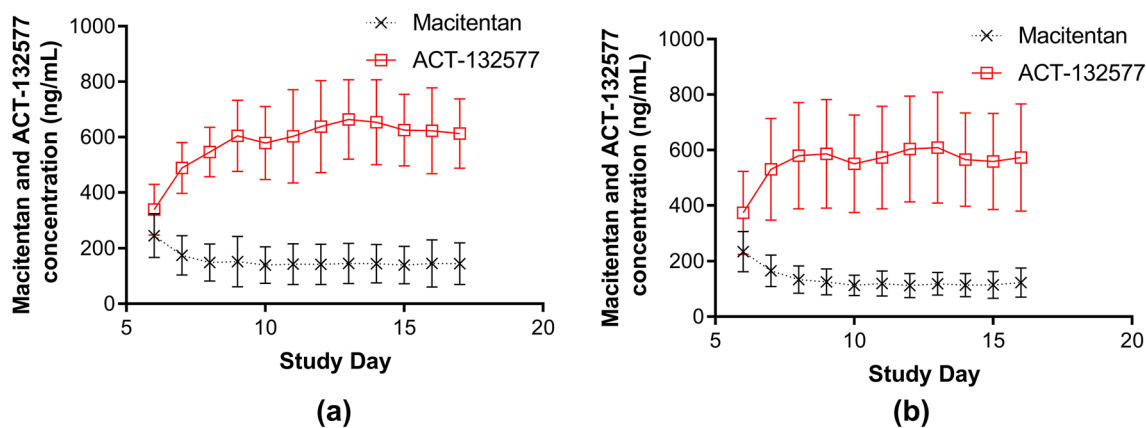 Macitentan and ACT-132577
concentration (ng/mL)
1000
800
600
400
200
0
Macitentan
ACT-132577
5
10
15
20
Study Day
(a)
Macitentan and ACT-132577
concentration (ng/mL)
1000
800
600
400
200
0
Macitentan
ACT-132577
5
10
15
20
Study Day
(b)